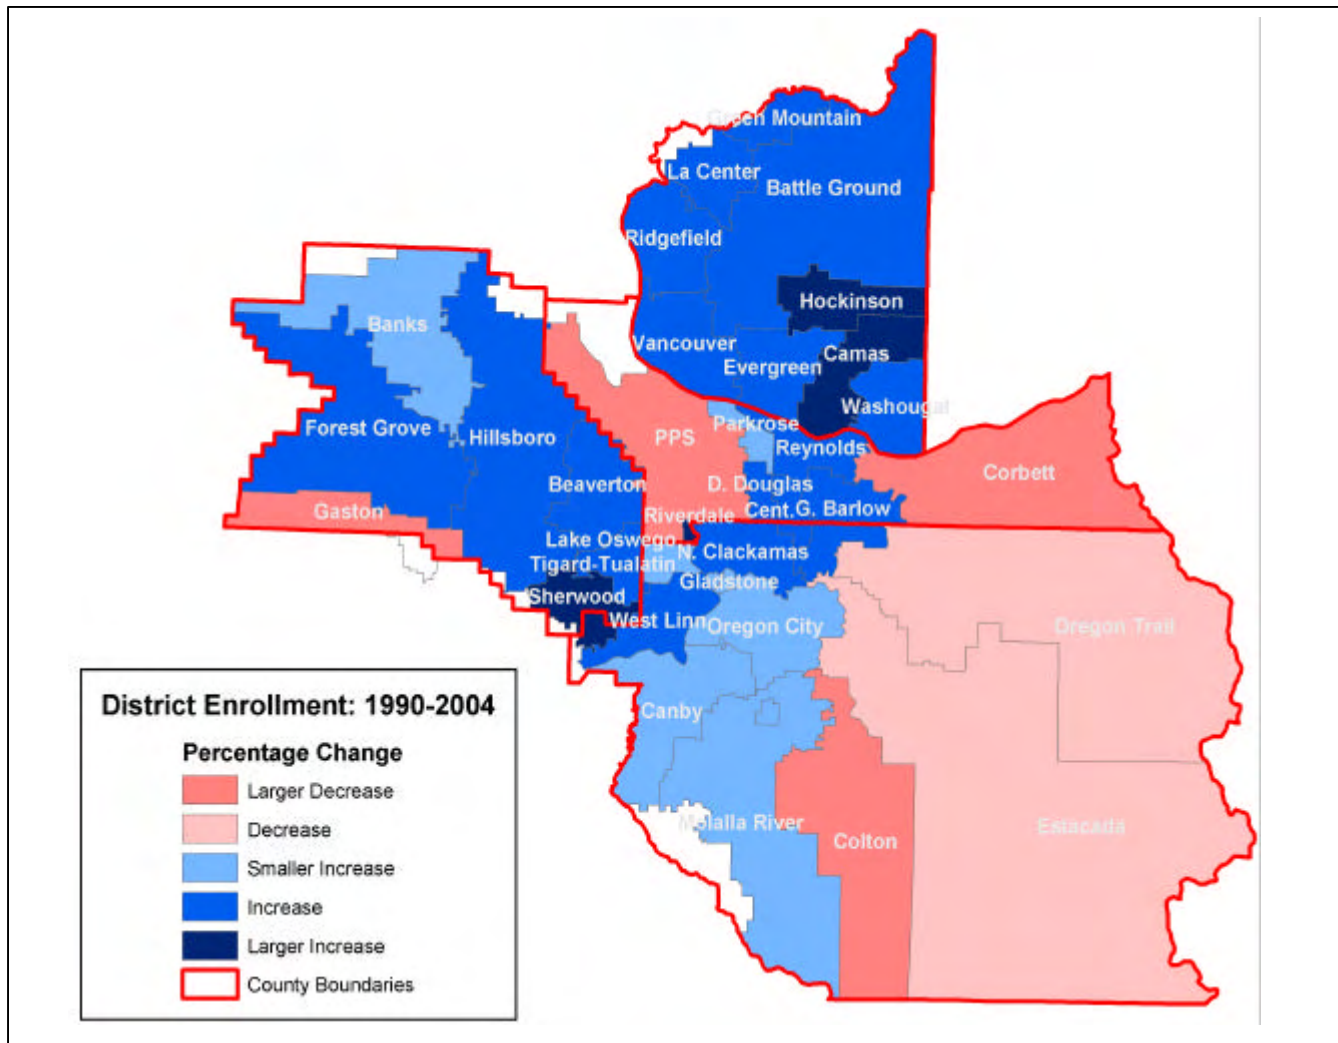 Green Mountain
La Center
Battle Ground
Ridgefield
Hockinson
Banks
Vancouver
Camas
Evergreen
Washougal
Forest Grove
Hillsboro
PPS
Parkrose
Reynolds
Corbett
Beaverton
D. Douglas
Gaston
Riverdale
Cent.
G. Barlow
Lake Oswego
N. Clackamas
Tigard-Tualatin
Gladstone
Sherwood
West Linn
Oregon City
Oregon Trail
Canby
Molalla River
Colton
Estacada
District Enrollment: 1990-2004
Percentage Change
Larger Decrease
Decrease
Smaller Increase
Increase
Larger Increase
County Boundaries